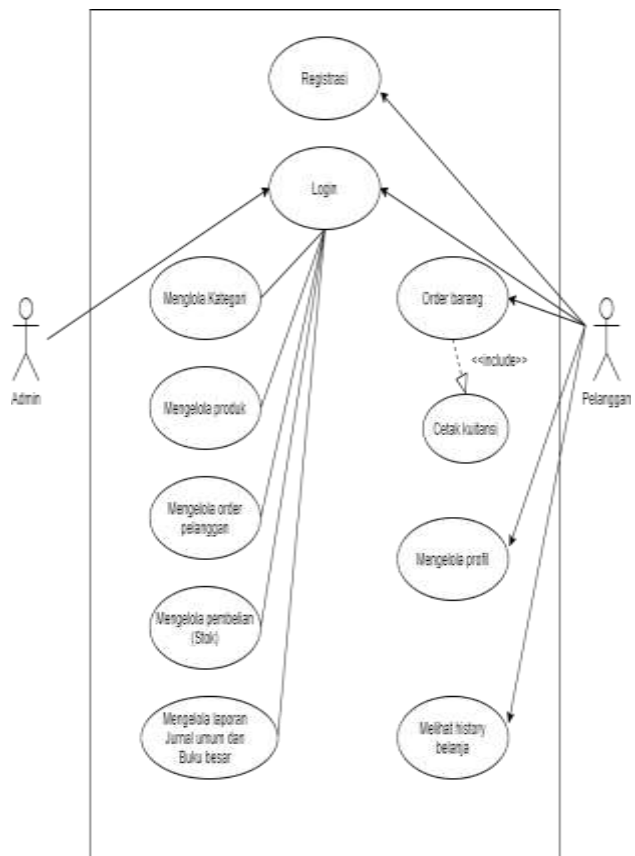 Registrasi
Login
Menglola Kategori
Order barang
<<include>>
Admin
Pelanggan
Mengelola produk
Cetak kuitansi
Mengelola order
pelanggan
Mengelola profil
Mengelola pembelian
(Stok)
Mengelola laporan
Jurnal umum dan
Buku besar
Melihat history
belanja